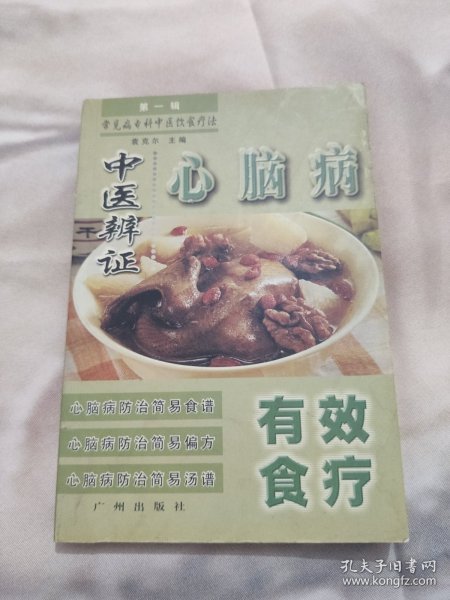 第一辑
常见病专科中医饮食疗法
袁克尔 主编
中医辨证
心脑病
心脑病防治简易食谱
心脑病防治简易偏方
心脑病防治简易汤谱
有效
食疗
广州出版社
孔夫子旧书网
www.kongfz.com